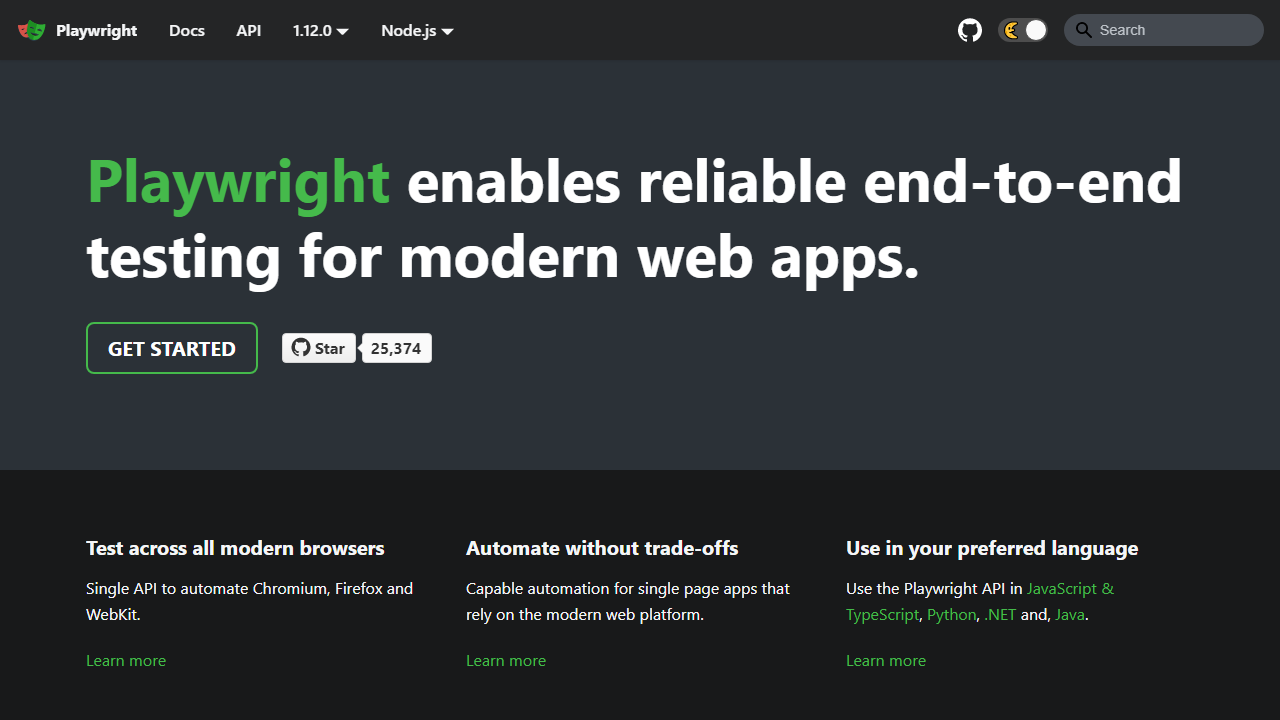 Playwright Docs API 1.12.0 Node.js Search
Playwright enables reliable end-to-end
testing for modern web apps.
GET STARTED Star 25,374
Test across all modern browsers
Single API to automate Chromium, Firefox and
WebKit.
Learn more
Automate without trade-offs
Capable automation for single page apps that
rely on the modern web platform.
Learn more
Use in your preferred language
Use the Playwright API in JavaScript &
TypeScript, Python, .NET and, Java.
Learn more